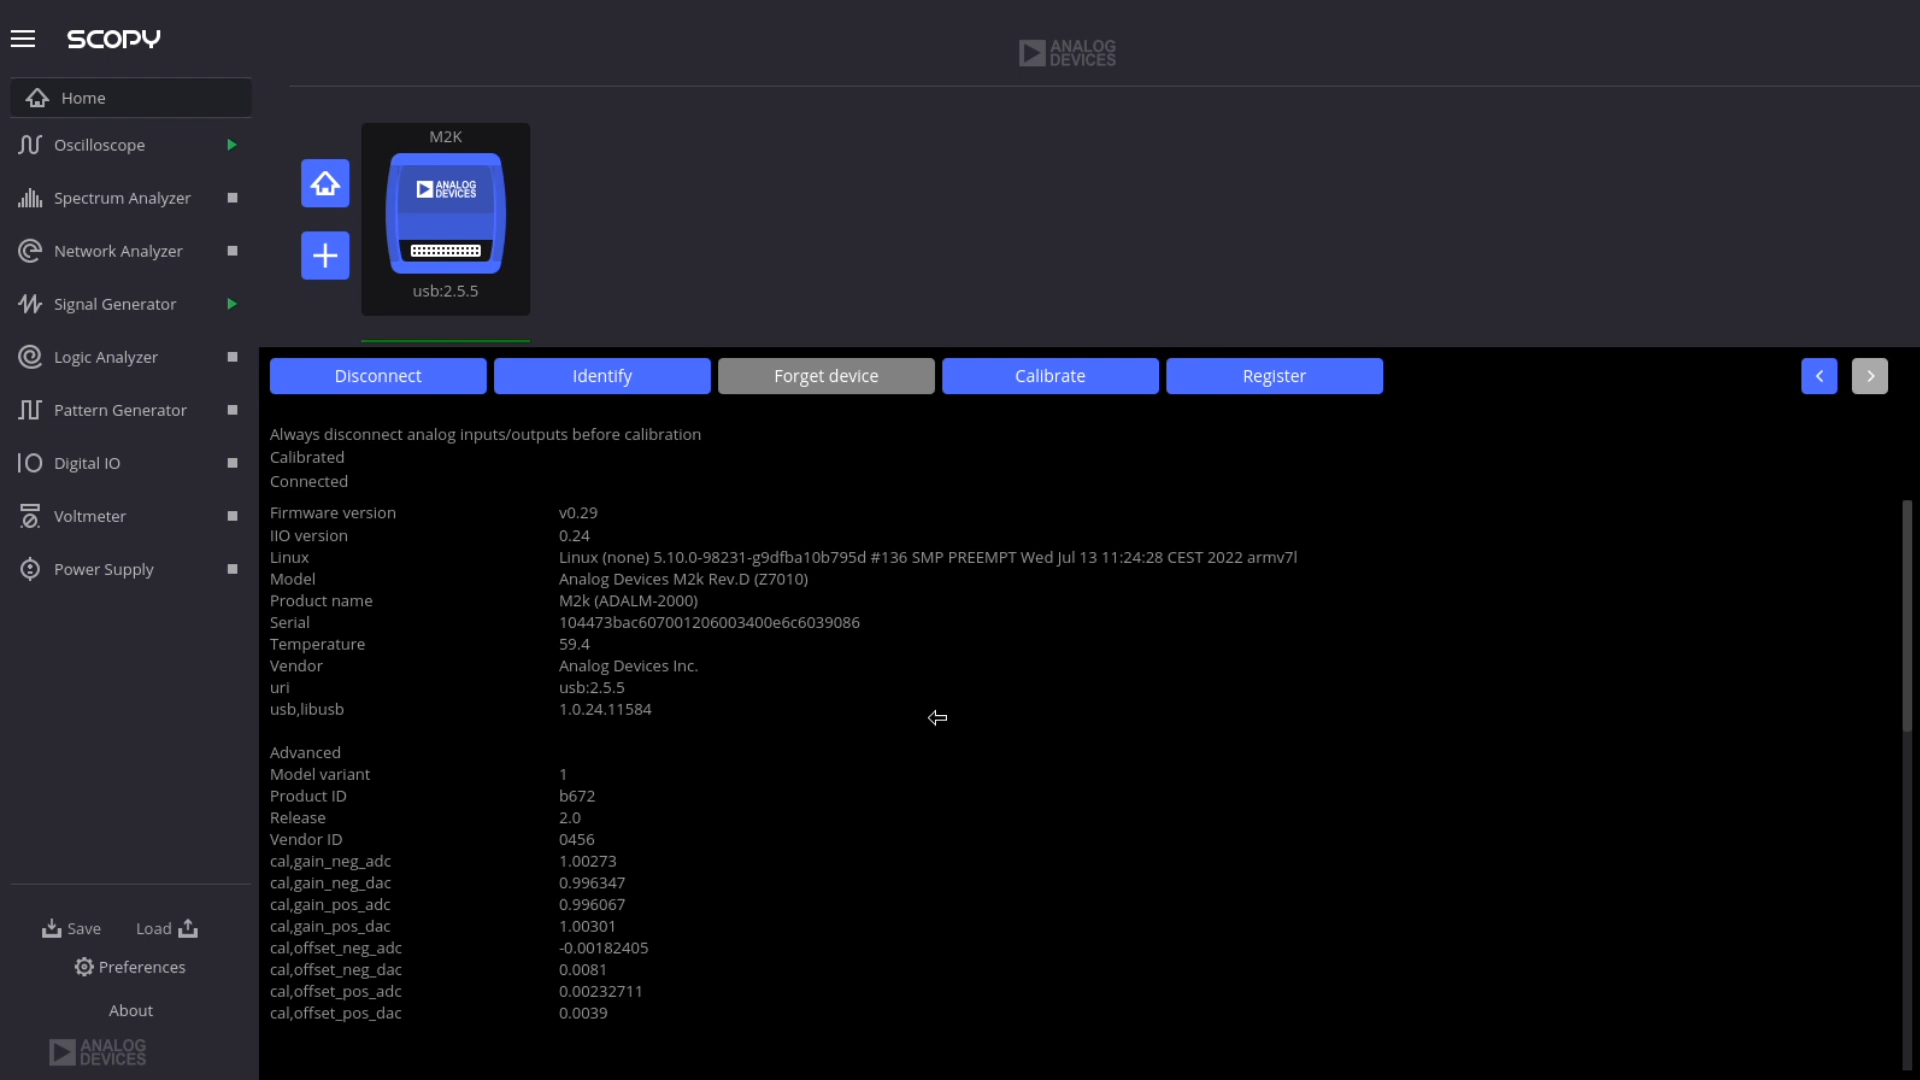 SCOPY
ANALOG
DEVICES
Home
Oscilloscope
Spectrum Analyzer
Network Analyzer
Signal Generator
Logic Analyzer
Pattern Generator
Digital IO
Voltmeter
Power Supply
Save Load
Preferences
About
ANALOG
DEVICES
M2K
ANALOG
DEVICES
usb:2.5.5
Disconnect Identify Forget device Calibrate Register
Always disconnect analog inputs/outputs before calibration
Calibrated
Connected
Firmware version v0.29
IIO version 0.24
Linux Linux (none) 5.10.0-98231-g9dfba10b795d #136 SMP PREEMPT Wed Jul 13 11:24:28 CEST 2022 armv7l
Model Analog Devices M2k Rev.D (Z7010)
Product name M2k (ADALM-2000)
Serial 104473bac607001206003400e6c6039086
Temperature 59.4
Vendor Analog Devices Inc.
uri usb:2.5.5
usb,libusb 1.0.24.11584
Advanced
Model variant 1
Product ID b672
Release 2.0
Vendor ID 0456
cal,gain_neg_adc 1.00273
cal,gain_neg_dac 0.996347
cal,gain_pos_adc 0.996067
cal,gain_pos_dac 1.00301
cal,offset_neg_adc -0.00182405
cal,offset_neg_dac 0.0081
cal,offset_pos_adc 0.00232711
cal,offset_pos_dac 0.0039